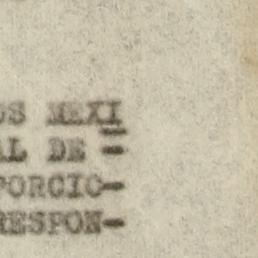 OS MEXI
AL DE -
PORCIO-
RESPON-